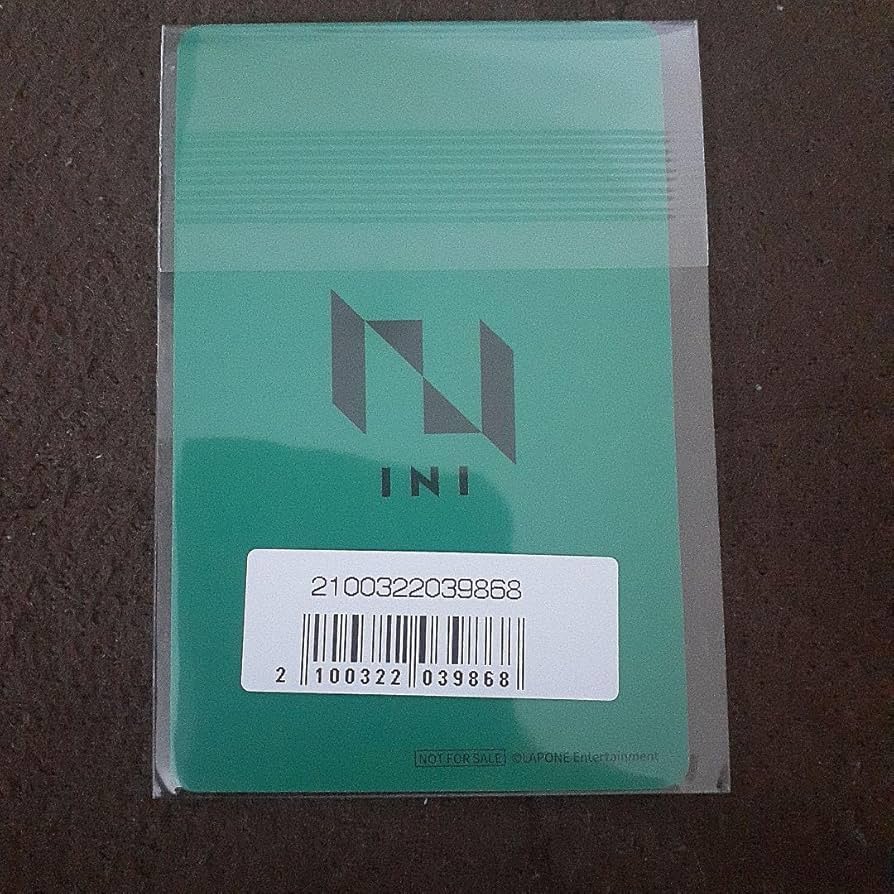 INI
2100322039868
2 100322 039868
NOT FOR SALE ©LAPONE Entertainment